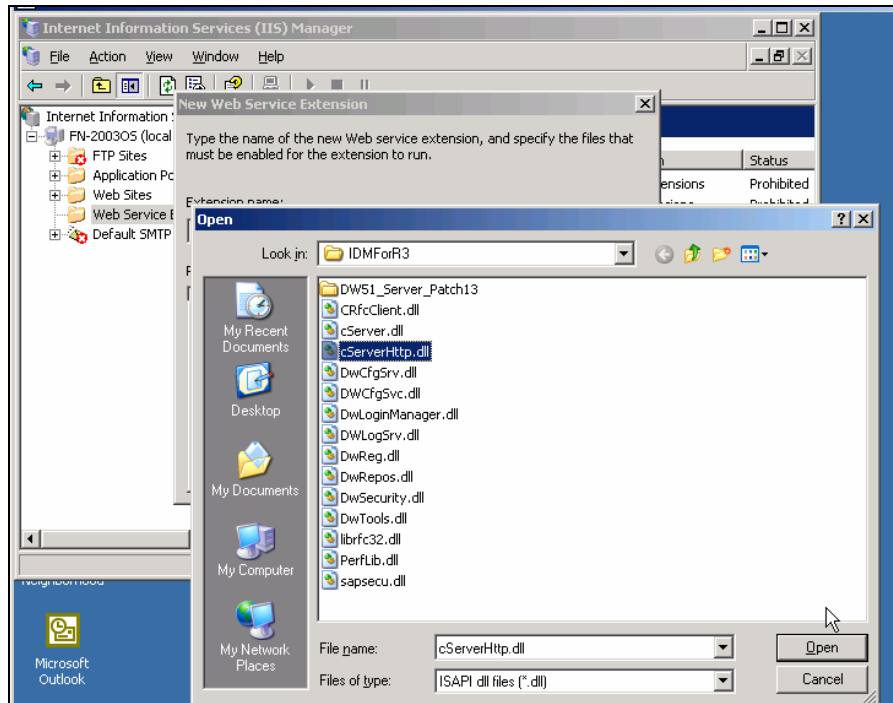 Internet Information Services (IIS) Manager
File Action View Window Help
New Web Service Extension
Internet Information
FN-2003OS (local
FTP Sites
Application Po
Web Sites
Web Service E
Default SMTP
Type the name of the new Web service extension, and specify the files that
must be enabled for the extension to run.
Extension name:
Status
ensions Prohibited
Prohibited
Open
Look in: IDMForR3
My Recent
Documents
Desktop
My Documents
My Computer
My Network
Places
DW51_Server_Patch13
CRfcClient.dll
cServer.dll
cServerHttp.dll
DwCfgSrv.dll
DWCfgSvc.dll
DwLoginManager.dll
DWLogSrv.dll
DwReg.dll
DwRepos.dll
DwSecurity.dll
DwTools.dll
librfc32.dll
PerfLib.dll
sapsecu.dll
File name: cServerHttp.dll Open
Files of type: ISAPI dll files (*.dll) Cancel
Neighborhood
Microsoft
Outlook